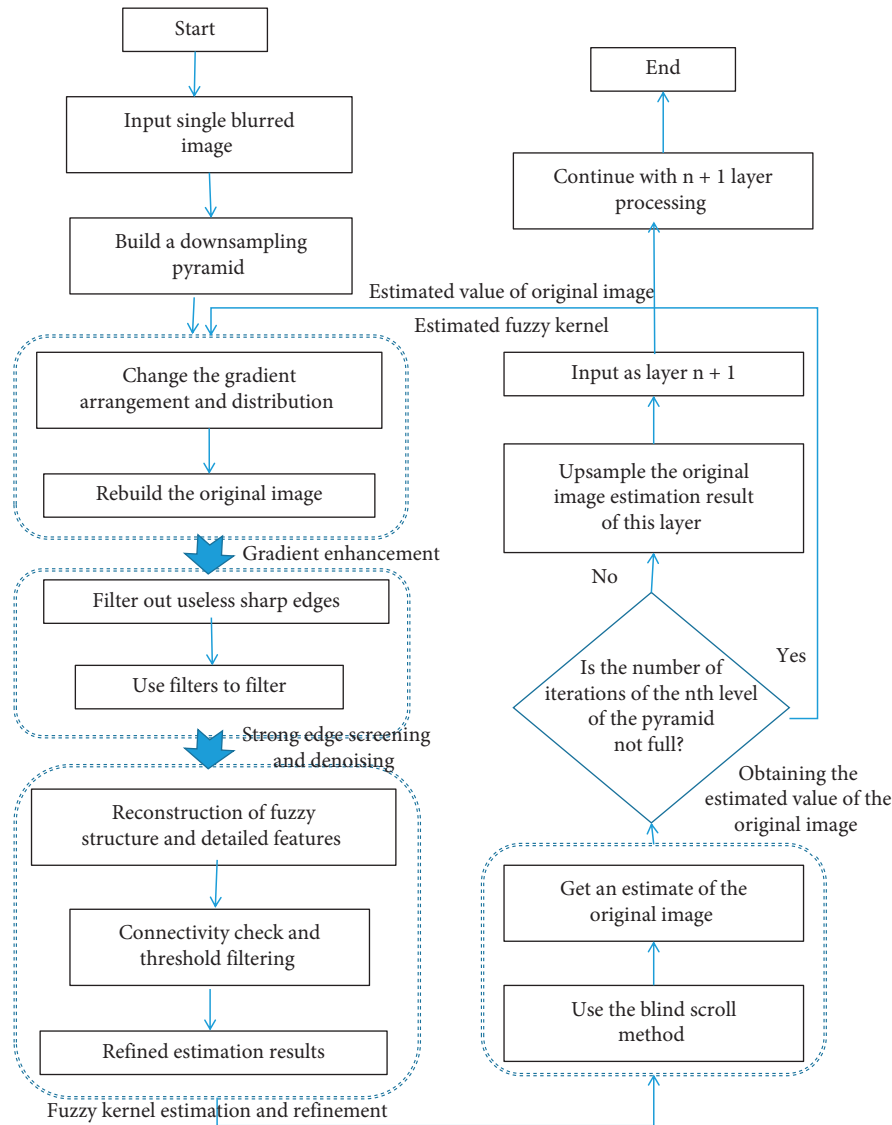 Start
Input single blurred
image
Build a downsampling
pyramid
Estimated value of original image
Estimated fuzzy kernel
Change the gradient
arrangement and distribution
Rebuild the original image
Gradient enhancement
Filter out useless sharp edges
Use filters to filter
Strong edge screening
and denoising
Reconstruction of fuzzy
structure and detailed features
Connectivity check and
threshold filtering
Refined estimation results
Fuzzy kernel estimation and refinement
End
Continue with n + 1 layer
processing
Input as layer n + 1
Upsample the original
image estimation result
of this layer
No
Yes
Is the number of
iterations of the nth level
of the pyramid
not full?
Obtaining the
estimated value of the
original image
Get an estimate of the
original image
Use the blind scroll
method